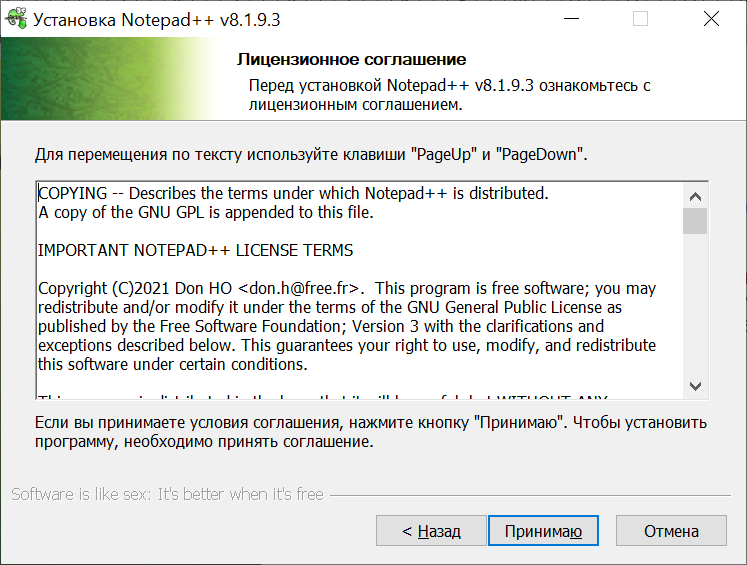 Установка Notepad++ v8.1.9.3
Лицензионное соглашение
Перед установкой Notepad++ v8.1.9.3 ознакомьтесь с
лицензионным соглашением.
Для перемещения по тексту используйте клавиши "PageUp" и "PageDown".
COPYING -- Describes the terms under which Notepad++ is distributed.
A copy of the GNU GPL is appended to this file.
IMPORTANT NOTEPAD++ LICENSE TERMS
Copyright (C)2021 Don HO <don.h@free.fr>.  This program is free software; you may
redistribute and/or modify it under the terms of the GNU General Public License as
published by the Free Software Foundation; Version 3 with the clarifications and
exceptions described below. This guarantees your right to use, modify, and redistribute
this software under certain conditions.
Если вы принимаете условия соглашения, нажмите кнопку "Принимаю". Чтобы установить
программу, необходимо принять соглашение.
Software is like sex: It's better when it's free
< Назад
Принимаю
Отмена